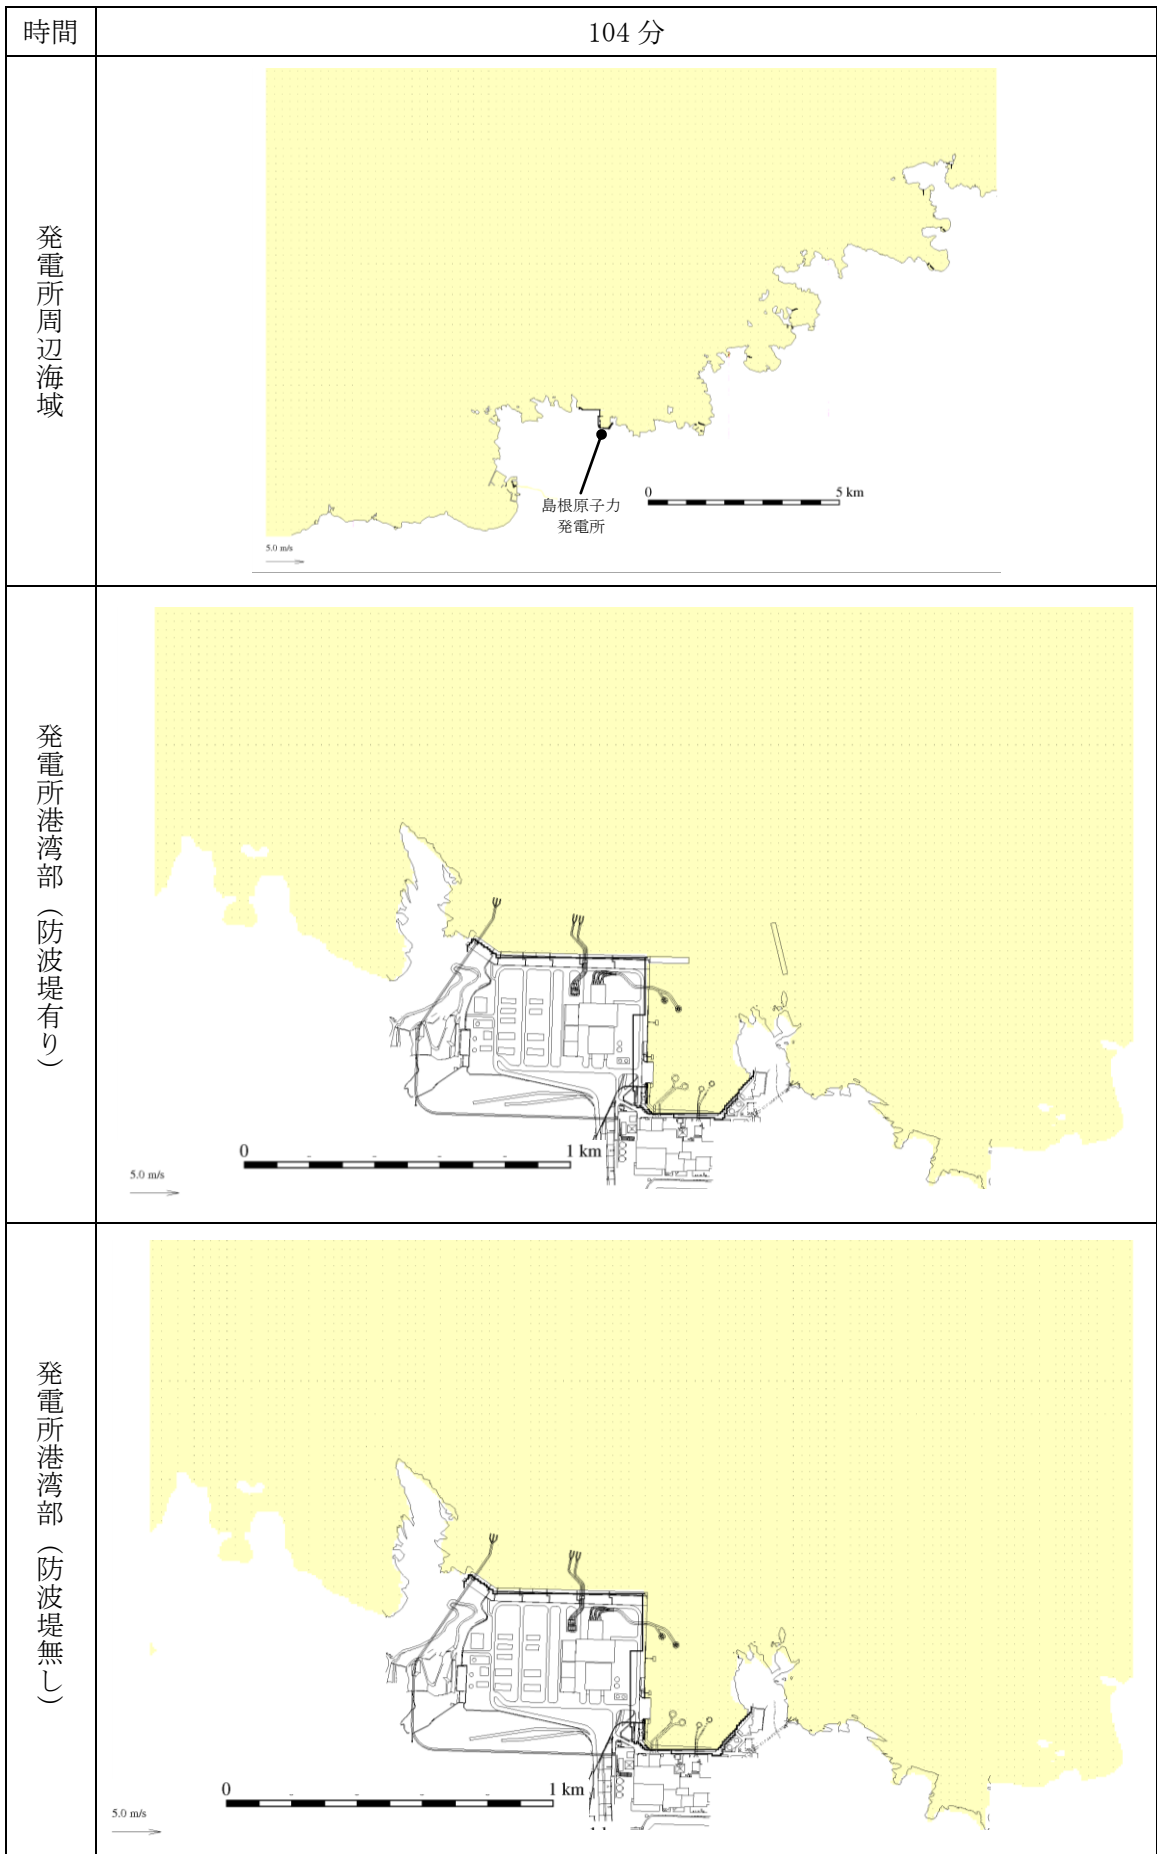 時間
104 分
発電所周辺海域
島根原子力
発電所
0 5 km
5.0 m/s
発電所港湾部（防波堤有り）
0 1 km
5.0 m/s
発電所港湾部（防波堤無し）
0 1 km
5.0 m/s